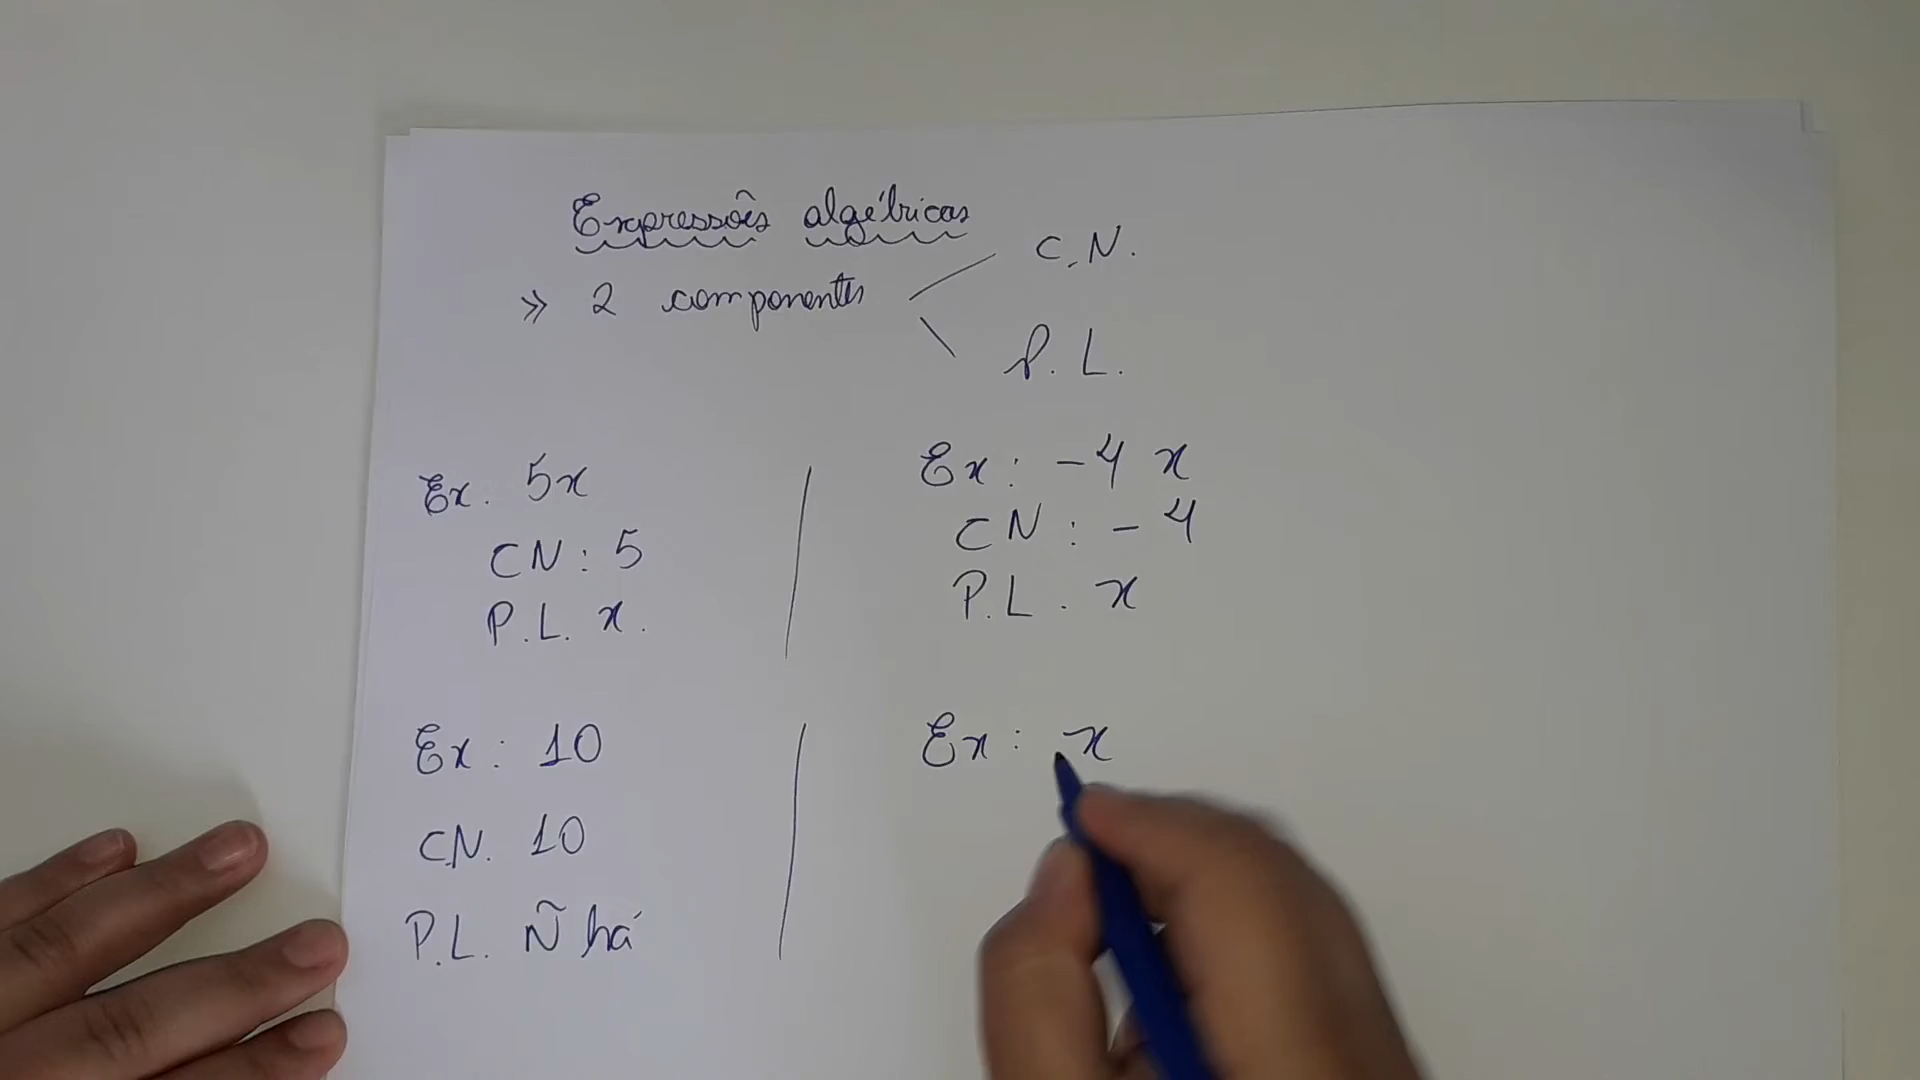 Expressões algébricas
» 2 componentes
C.N.
P. L.
Ex. 5x
CN: 5
P.L. x.
Ex: -4 x
CN: -4
P.L. x
Ex: 10
CN. 10
P.L. Ñ há
Ex: x